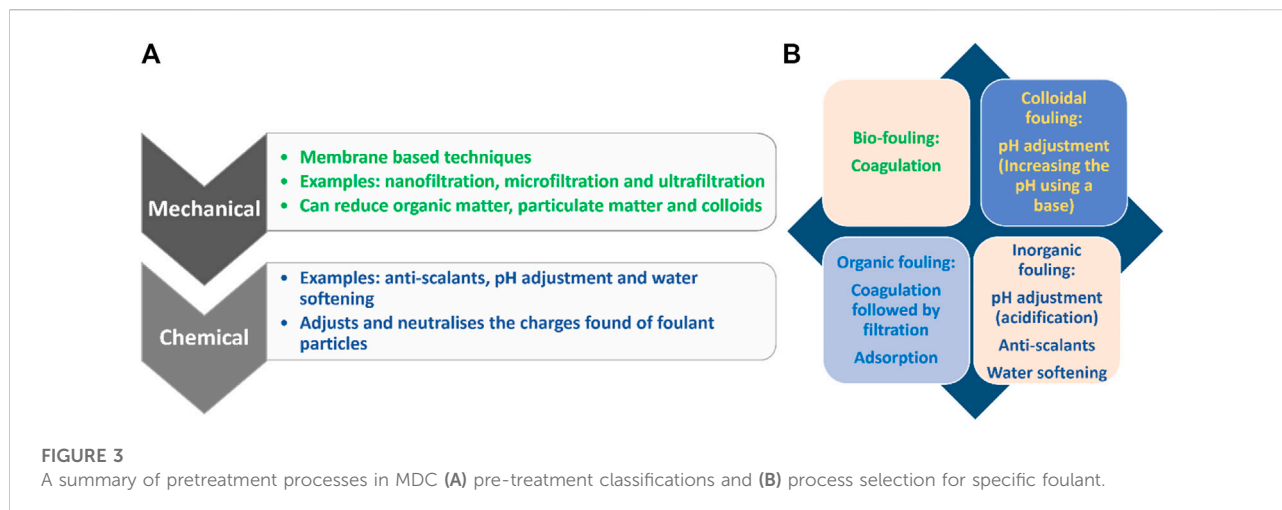 A
Mechanical
• Membrane based techniques
• Examples: nanofiltration, microfiltration and ultrafiltration
• Can reduce organic matter, particulate matter and colloids
Chemical
• Examples: anti-scalants, pH adjustment and water
softening
• Adjusts and neutralises the charges found of foulant
particles
B
Bio-fouling:
Coagulation
Colloidal
fouling:
pH adjustment
(Increasing the
pH using a
base)
Organic fouling:
Coagulation
followed by
filtration
Adsorption
Inorganic
fouling:
pH adjustment
(acidification)
Anti-scalants
Water softening
FIGURE 3
A summary of pretreatment processes in MDC (A) pre-treatment classifications and (B) process selection for specific foulant.